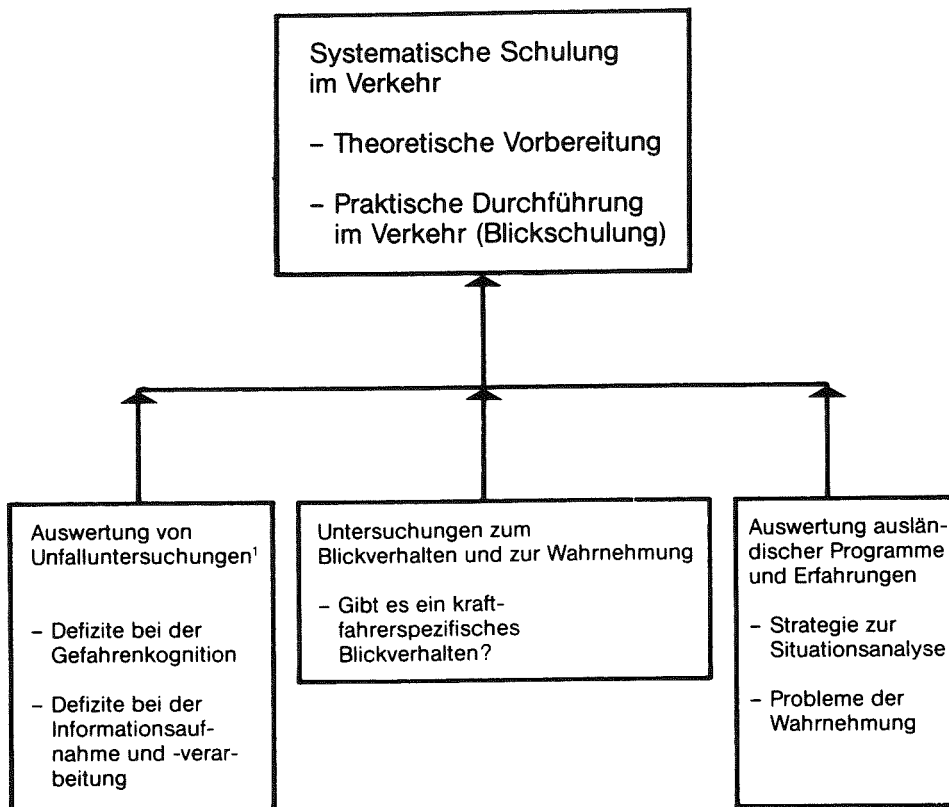 Systematische Schulung
im Verkehr
– Theoretische Vorbereitung
– Praktische Durchführung
im Verkehr (Blickschulung)
Auswertung von
Unfalluntersuchungen¹
– Defizite bei der
Gefahrenkognition
– Defizite bei der
Informationsauf-
nahme und -verar-
beitung
Untersuchungen zum
Blickverhalten und zur Wahrnehmung
– Gibt es ein kraft-
fahrerspezifisches
Blickverhalten?
Auswertung auslän-
discher Programme
und Erfahrungen
– Strategie zur
Situationsanalyse
– Probleme der
Wahrnehmung